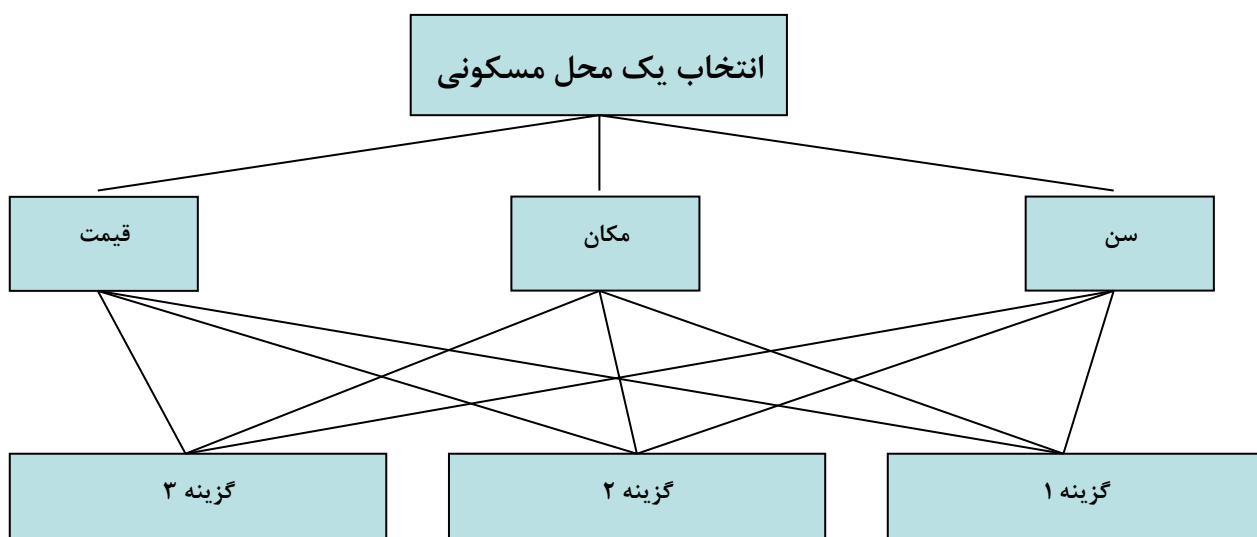 انتخاب یک محل مسکونی
سن
مکان
قیمت
گزینه ۱
گزینه ۲
گزینه ۳